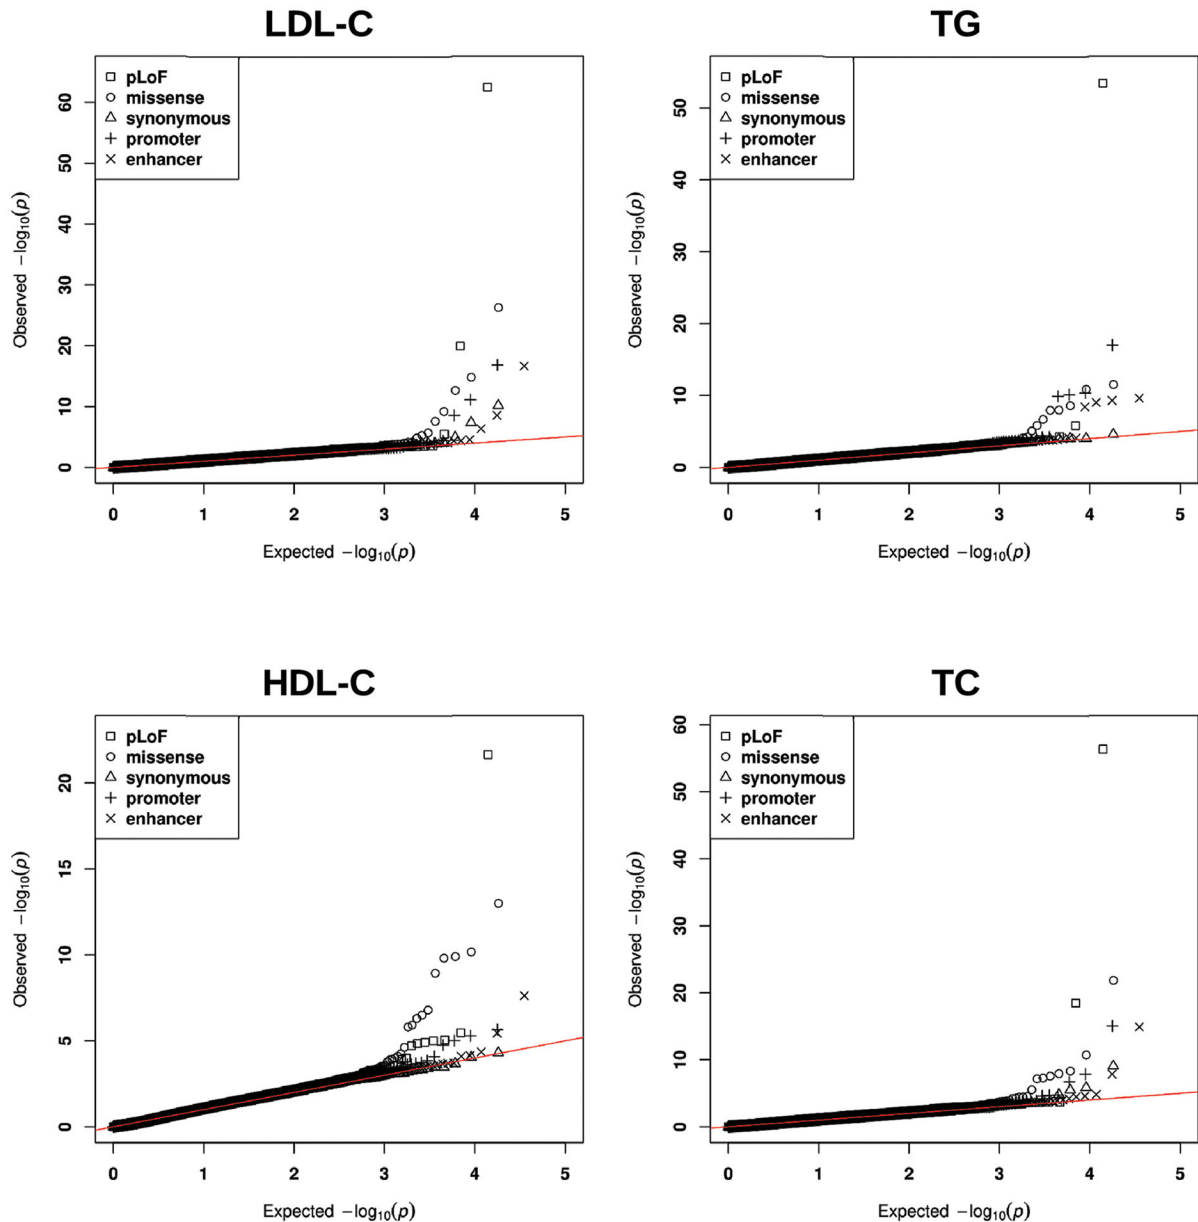 LDL-C
pLoF
missense
synonymous
promoter
enhancer
60
50
40
30
20
10
0
Observed −log10(p)
0 1 2 3 4 5
Expected −log10(p)
TG
pLoF
missense
synonymous
promoter
enhancer
50
40
30
20
10
0
Observed −log10(p)
0 1 2 3 4 5
Expected −log10(p)
HDL-C
pLoF
missense
synonymous
promoter
enhancer
20
15
10
5
0
Observed −log10(p)
0 1 2 3 4 5
Expected −log10(p)
TC
pLoF
missense
synonymous
promoter
enhancer
60
50
40
30
20
10
0
Observed −log10(p)
0 1 2 3 4 5
Expected −log10(p)